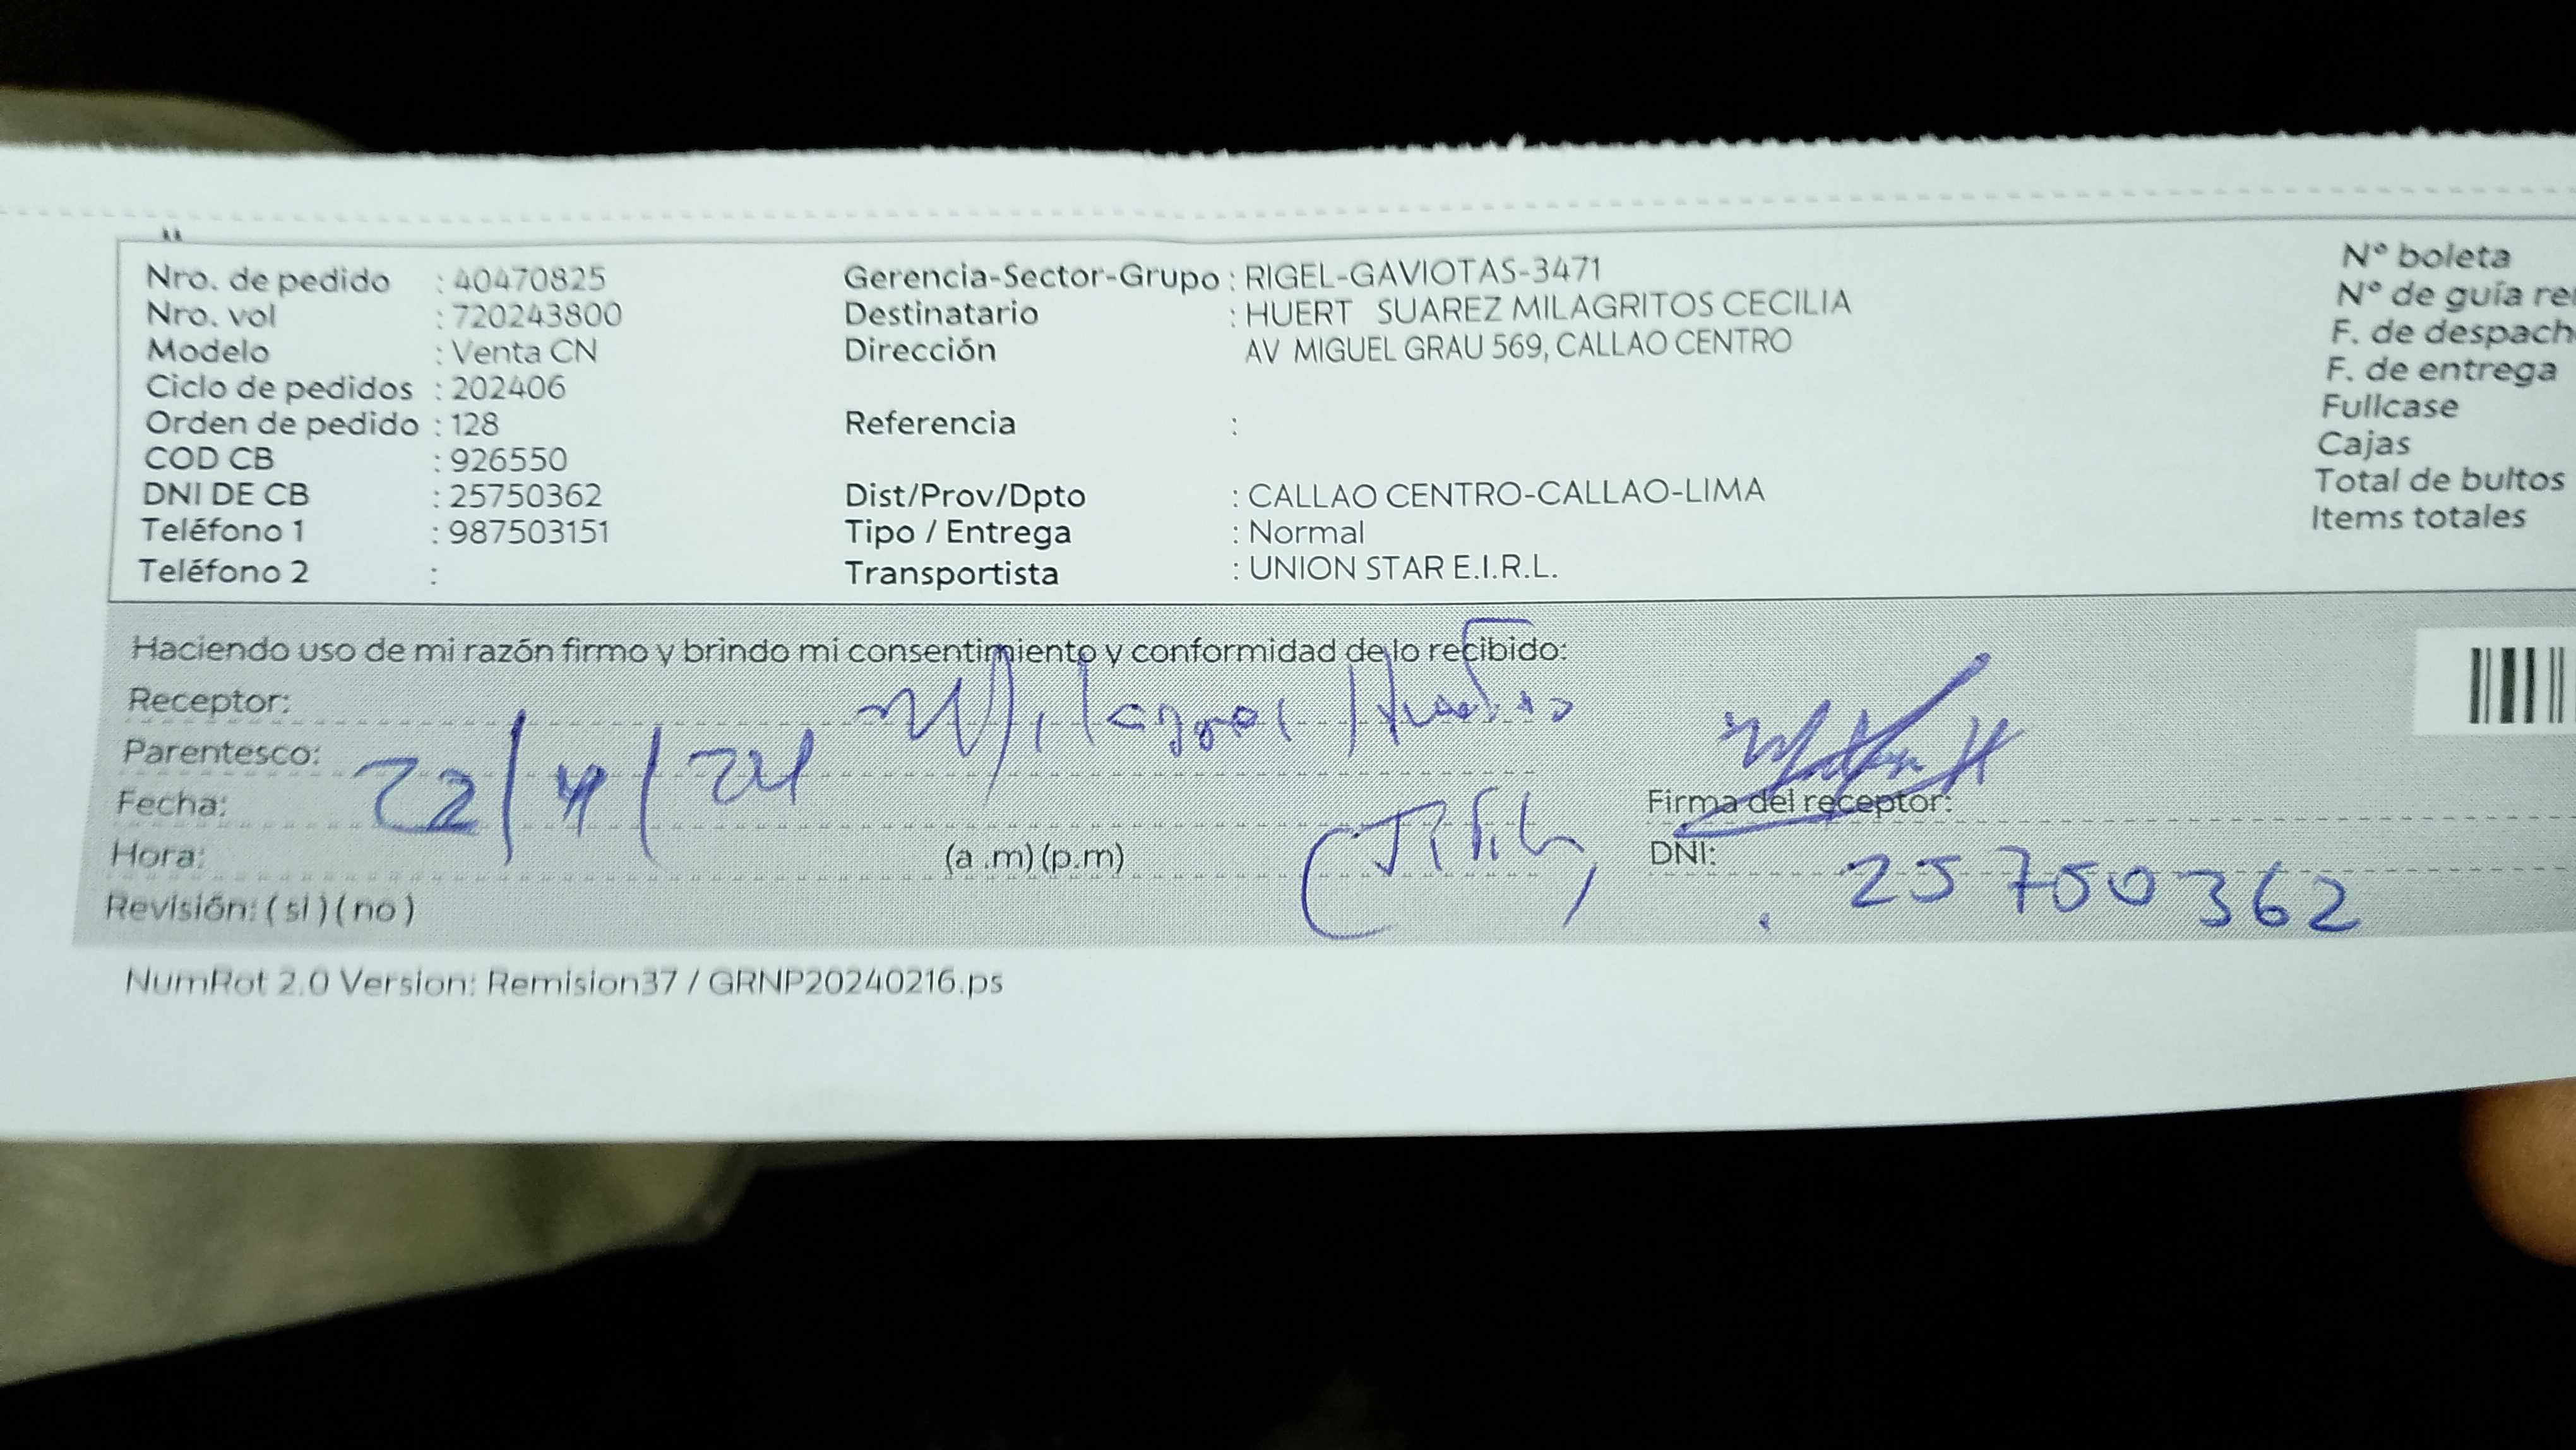 Nro. de pedido : 40470825
Nro. vol : 720243800
Modelo : Venta CN
Ciclo de pedidos : 202406
Orden de pedido : 128
COD CB : 926550
DNI DE CB : 25750362
Teléfono 1 : 987503151
Teléfono 2 :
Gerencia-Sector-Grupo : RIGEL-GAVIOTAS-3471
Destinatario : HUERT SUAREZ MILAGRITOS CECILIA
Dirección AV MIGUEL GRAU 569, CALLAO CENTRO
Referencia :
Dist/Prov/Dpto : CALLAO CENTRO-CALLAO-LIMA
Tipo / Entrega : Normal
Transportista : UNION STAR E.I.R.L.
N° boleta
N° de guía re
F. de despach
F. de entrega
Fullcase
Cajas
Total de bultos
Items totales
Haciendo uso de mi razón firmo y brindo mi consentimiento y conformidad de lo recibido:
Receptor: Milagros
Parentesco:
Fecha: 22/4/24
Hora: (a .m) (p.m)
Revisión: ( si ) ( no )
Firma del receptor:
DNI: 25750362
NumRot 2.0 Version: Remision37 / GRNP20240216.ps